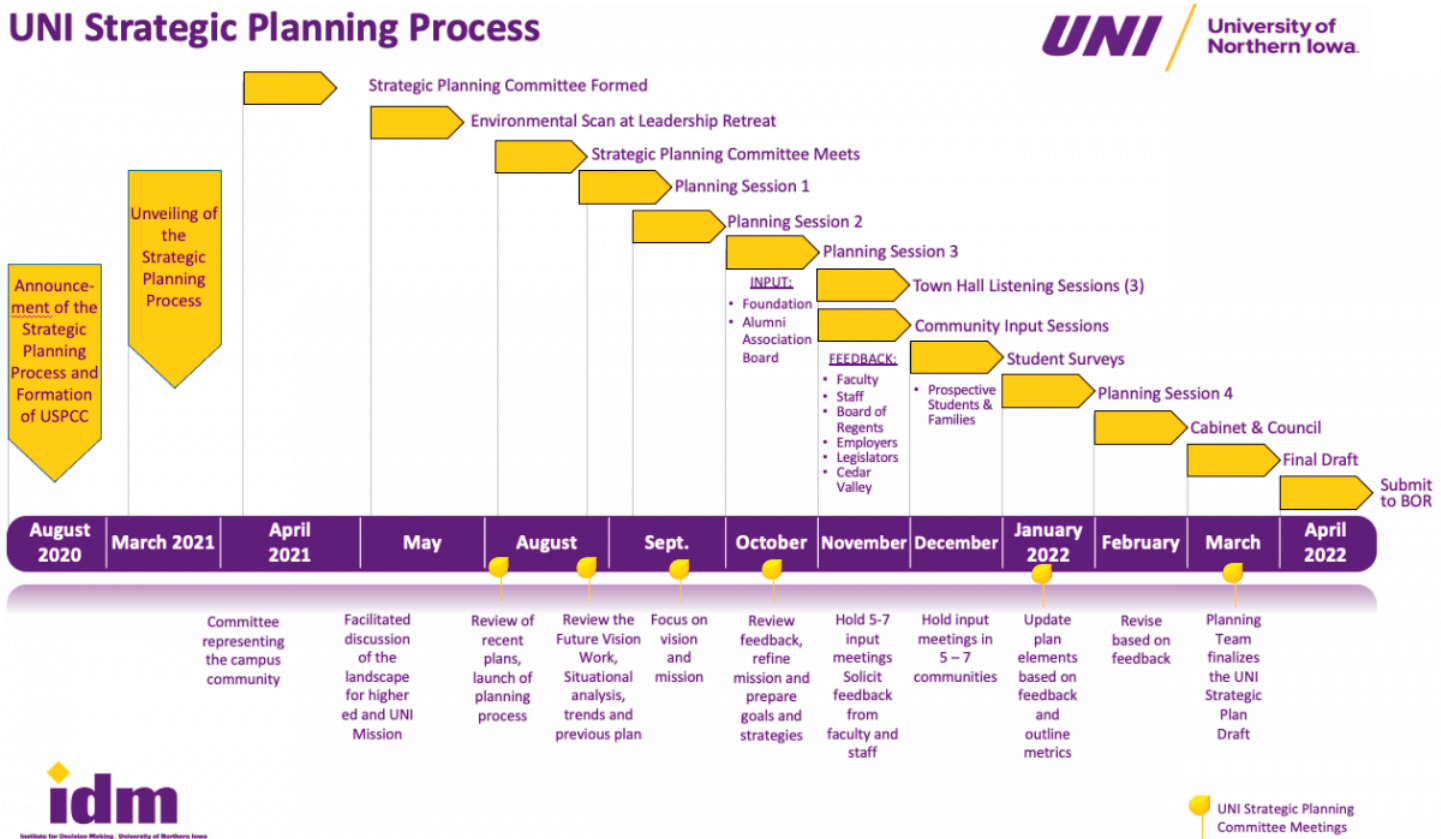 UNI Strategic Planning Process
UNI
University of
Northern Iowa.
Strategic Planning Committee Formed
Environmental Scan at Leadership Retreat
Strategic Planning Committee Meets
Planning Session 1
Planning Session 2
Planning Session 3
Town Hall Listening Sessions (3)
Community Input Sessions
Student Surveys
Planning Session 4
Cabinet & Council
Final Draft
Submit
to BOR
Announce-
ment of the
Strategic
Planning
Process and
Formation
of USPCC
Unveiling of
the
Strategic
Planning
Process
INPUT:
• Foundation
• Alumni
Association
Board
FEEDBACK:
• Faculty
• Staff
• Board of
Regents
• Employers
• Legislators
• Cedar
Valley
• Prospective
Students &
Families
August
2020
March 2021
April
2021
May
August
Sept.
October
November
December
January
2022
February
March
April
2022
Committee
representing
the campus
community
Facilitated
discussion
of the
landscape
for higher
ed and UNI
Mission
Review of
recent
plans,
launch of
planning
process
Review the
Future Vision
Work,
Situational
analysis,
trends and
previous plan
Focus on
vision
and
mission
Review
feedback,
refine
mission and
prepare
goals and
strategies
Hold 5-7
input
meetings
Solicit
feedback
from
faculty and
staff
Hold input
meetings in
5 – 7
communities
Update
plan
elements
based on
feedback
and
outline
metrics
Revise
based on
feedback
Planning
Team
finalizes
the UNI
Strategic
Plan
Draft
idm
Institute for Decision Making | University of Northern Iowa
UNI Strategic Planning
Committee Meetings